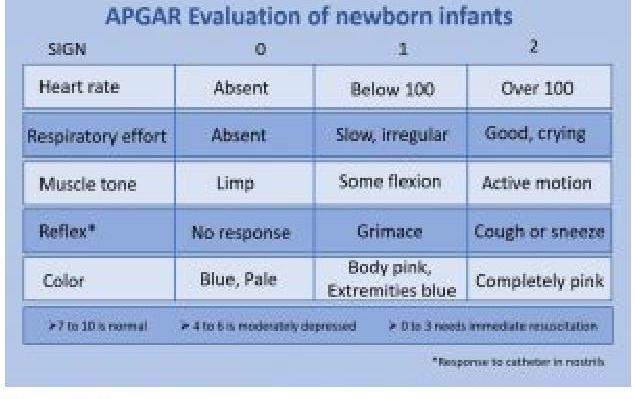 APGAR Evaluation of newborn infants
SIGN 0 1 2
Heart rate Absent Below 100 Over 100
Respiratory effort Absent Slow, irregular Good, crying
Muscle tone Limp Some flexion Active motion
Reflex* No response Grimace Cough or sneeze
Color Blue, Pale Body pink, Extremities blue Completely pink
➢7 to 10 is normal ➢ 4 to 6 is moderately depressed ➢ 0 to 3 needs immediate resuscitation
*Response to catheter in nostrils